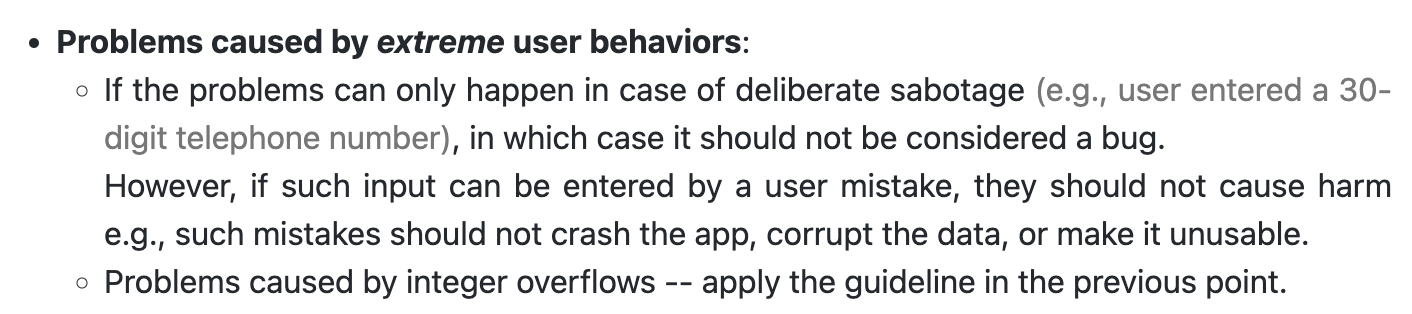 • Problems caused by extreme user behaviors:
○ If the problems can only happen in case of deliberate sabotage (e.g., user entered a 30-
digit telephone number), in which case it should not be considered a bug.
However, if such input can be entered by a user mistake, they should not cause harm
e.g., such mistakes should not crash the app, corrupt the data, or make it unusable.
○ Problems caused by integer overflows -- apply the guideline in the previous point.